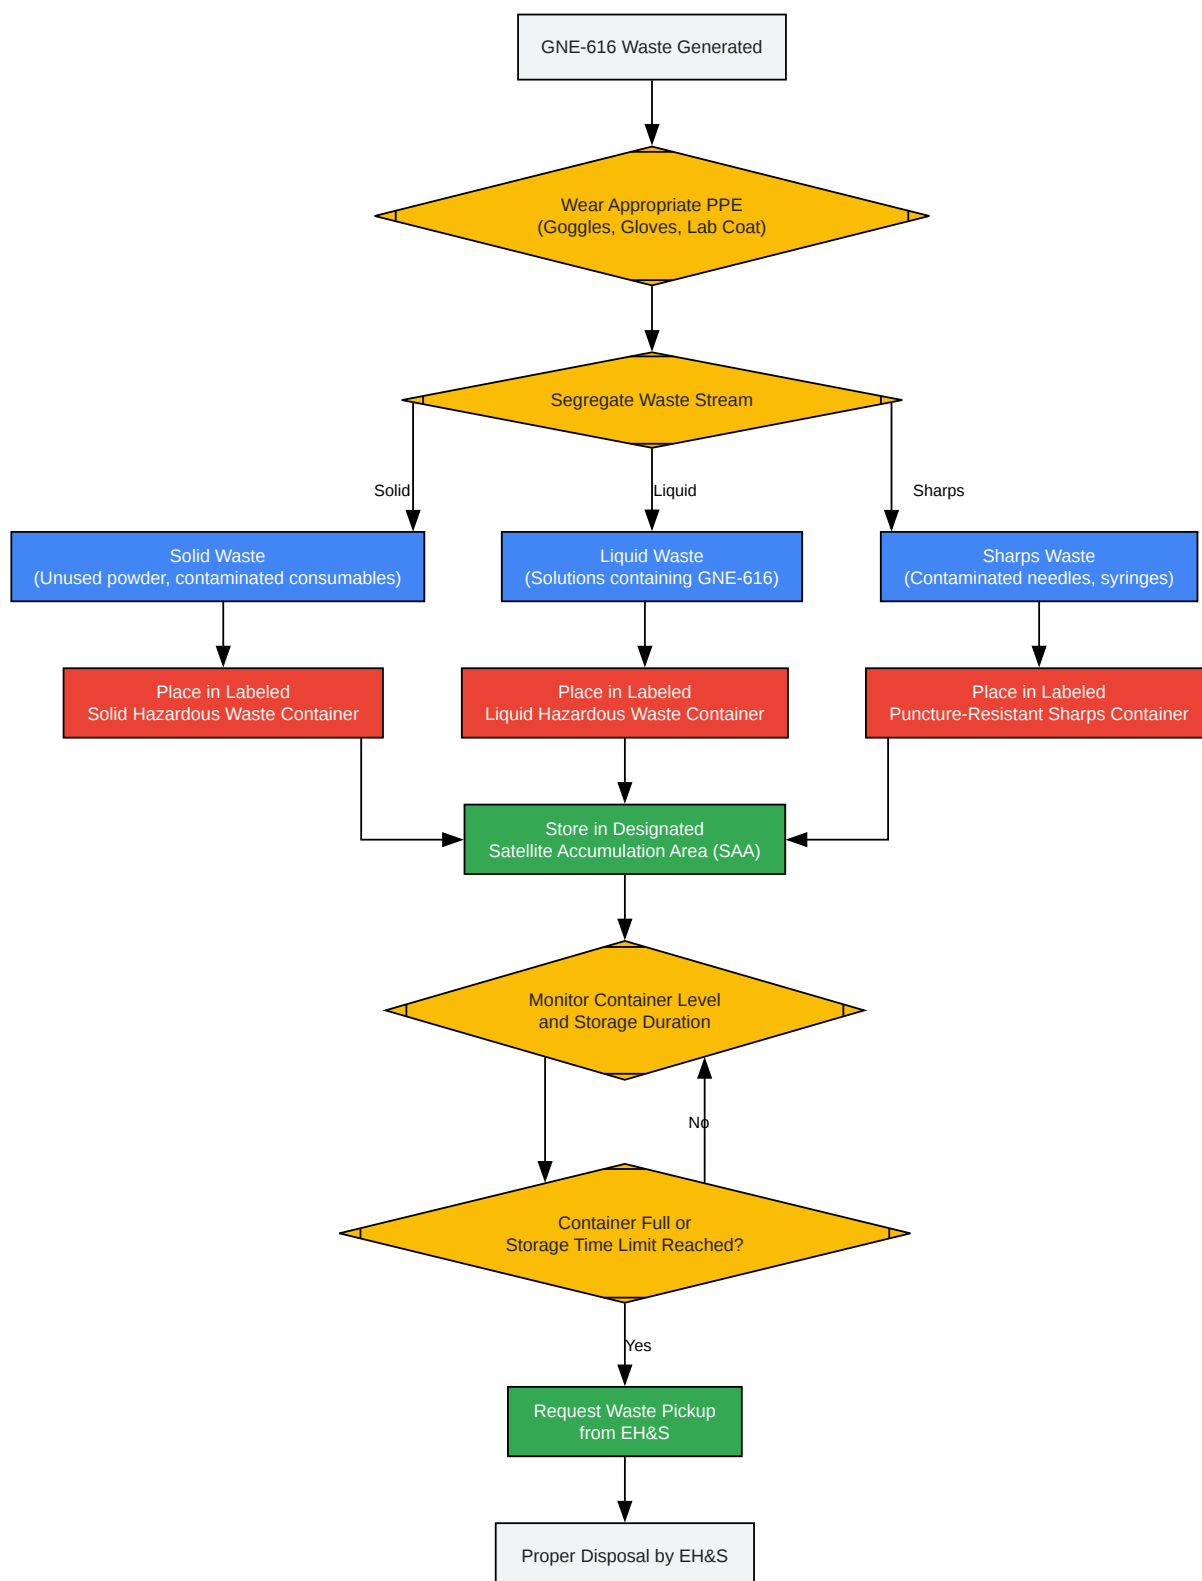 GNE-616 Waste Generated
Wear Appropriate PPE
(Goggles, Gloves, Lab Coat)
Segregate Waste Stream
Solid
Liquid
Sharps
Solid Waste
(Unused powder, contaminated consumables)
Liquid Waste
(Solutions containing GNE-616)
Sharps Waste
(Contaminated needles, syringes)
Place in Labeled
Solid Hazardous Waste Container
Place in Labeled
Liquid Hazardous Waste Container
Place in Labeled
Puncture-Resistant Sharps Container
Store in Designated
Satellite Accumulation Area (SAA)
Monitor Container Level
and Storage Duration
No
Container Full or
Storage Time Limit Reached?
Yes
Request Waste Pickup
from EH&S
Proper Disposal by EH&S